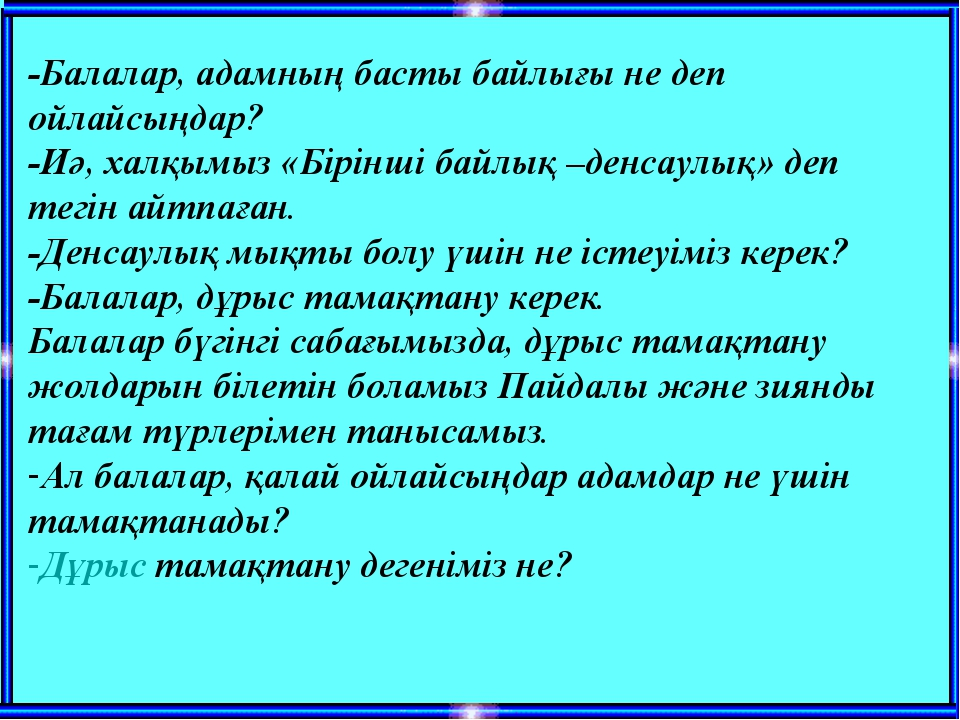 -Балалар, адамның басты байлығы не деп
ойлайсыңдар?
-Иә, халқымыз «Бірінші байлық –денсаулық» деп
тегін айтпаған.
-Денсаулық мықты болу үшін не істеуіміз керек?
-Балалар, дұрыс тамақтану керек.
Балалар бүгінгі сабағымызда, дұрыс тамақтану
жолдарын білетін боламыз Пайдалы және зиянды
тағам түрлерімен танысамыз.
-Ал балалар, қалай ойлайсыңдар адамдар не үшін
тамақтанады?
-Дұрыс тамақтану дегеніміз не?